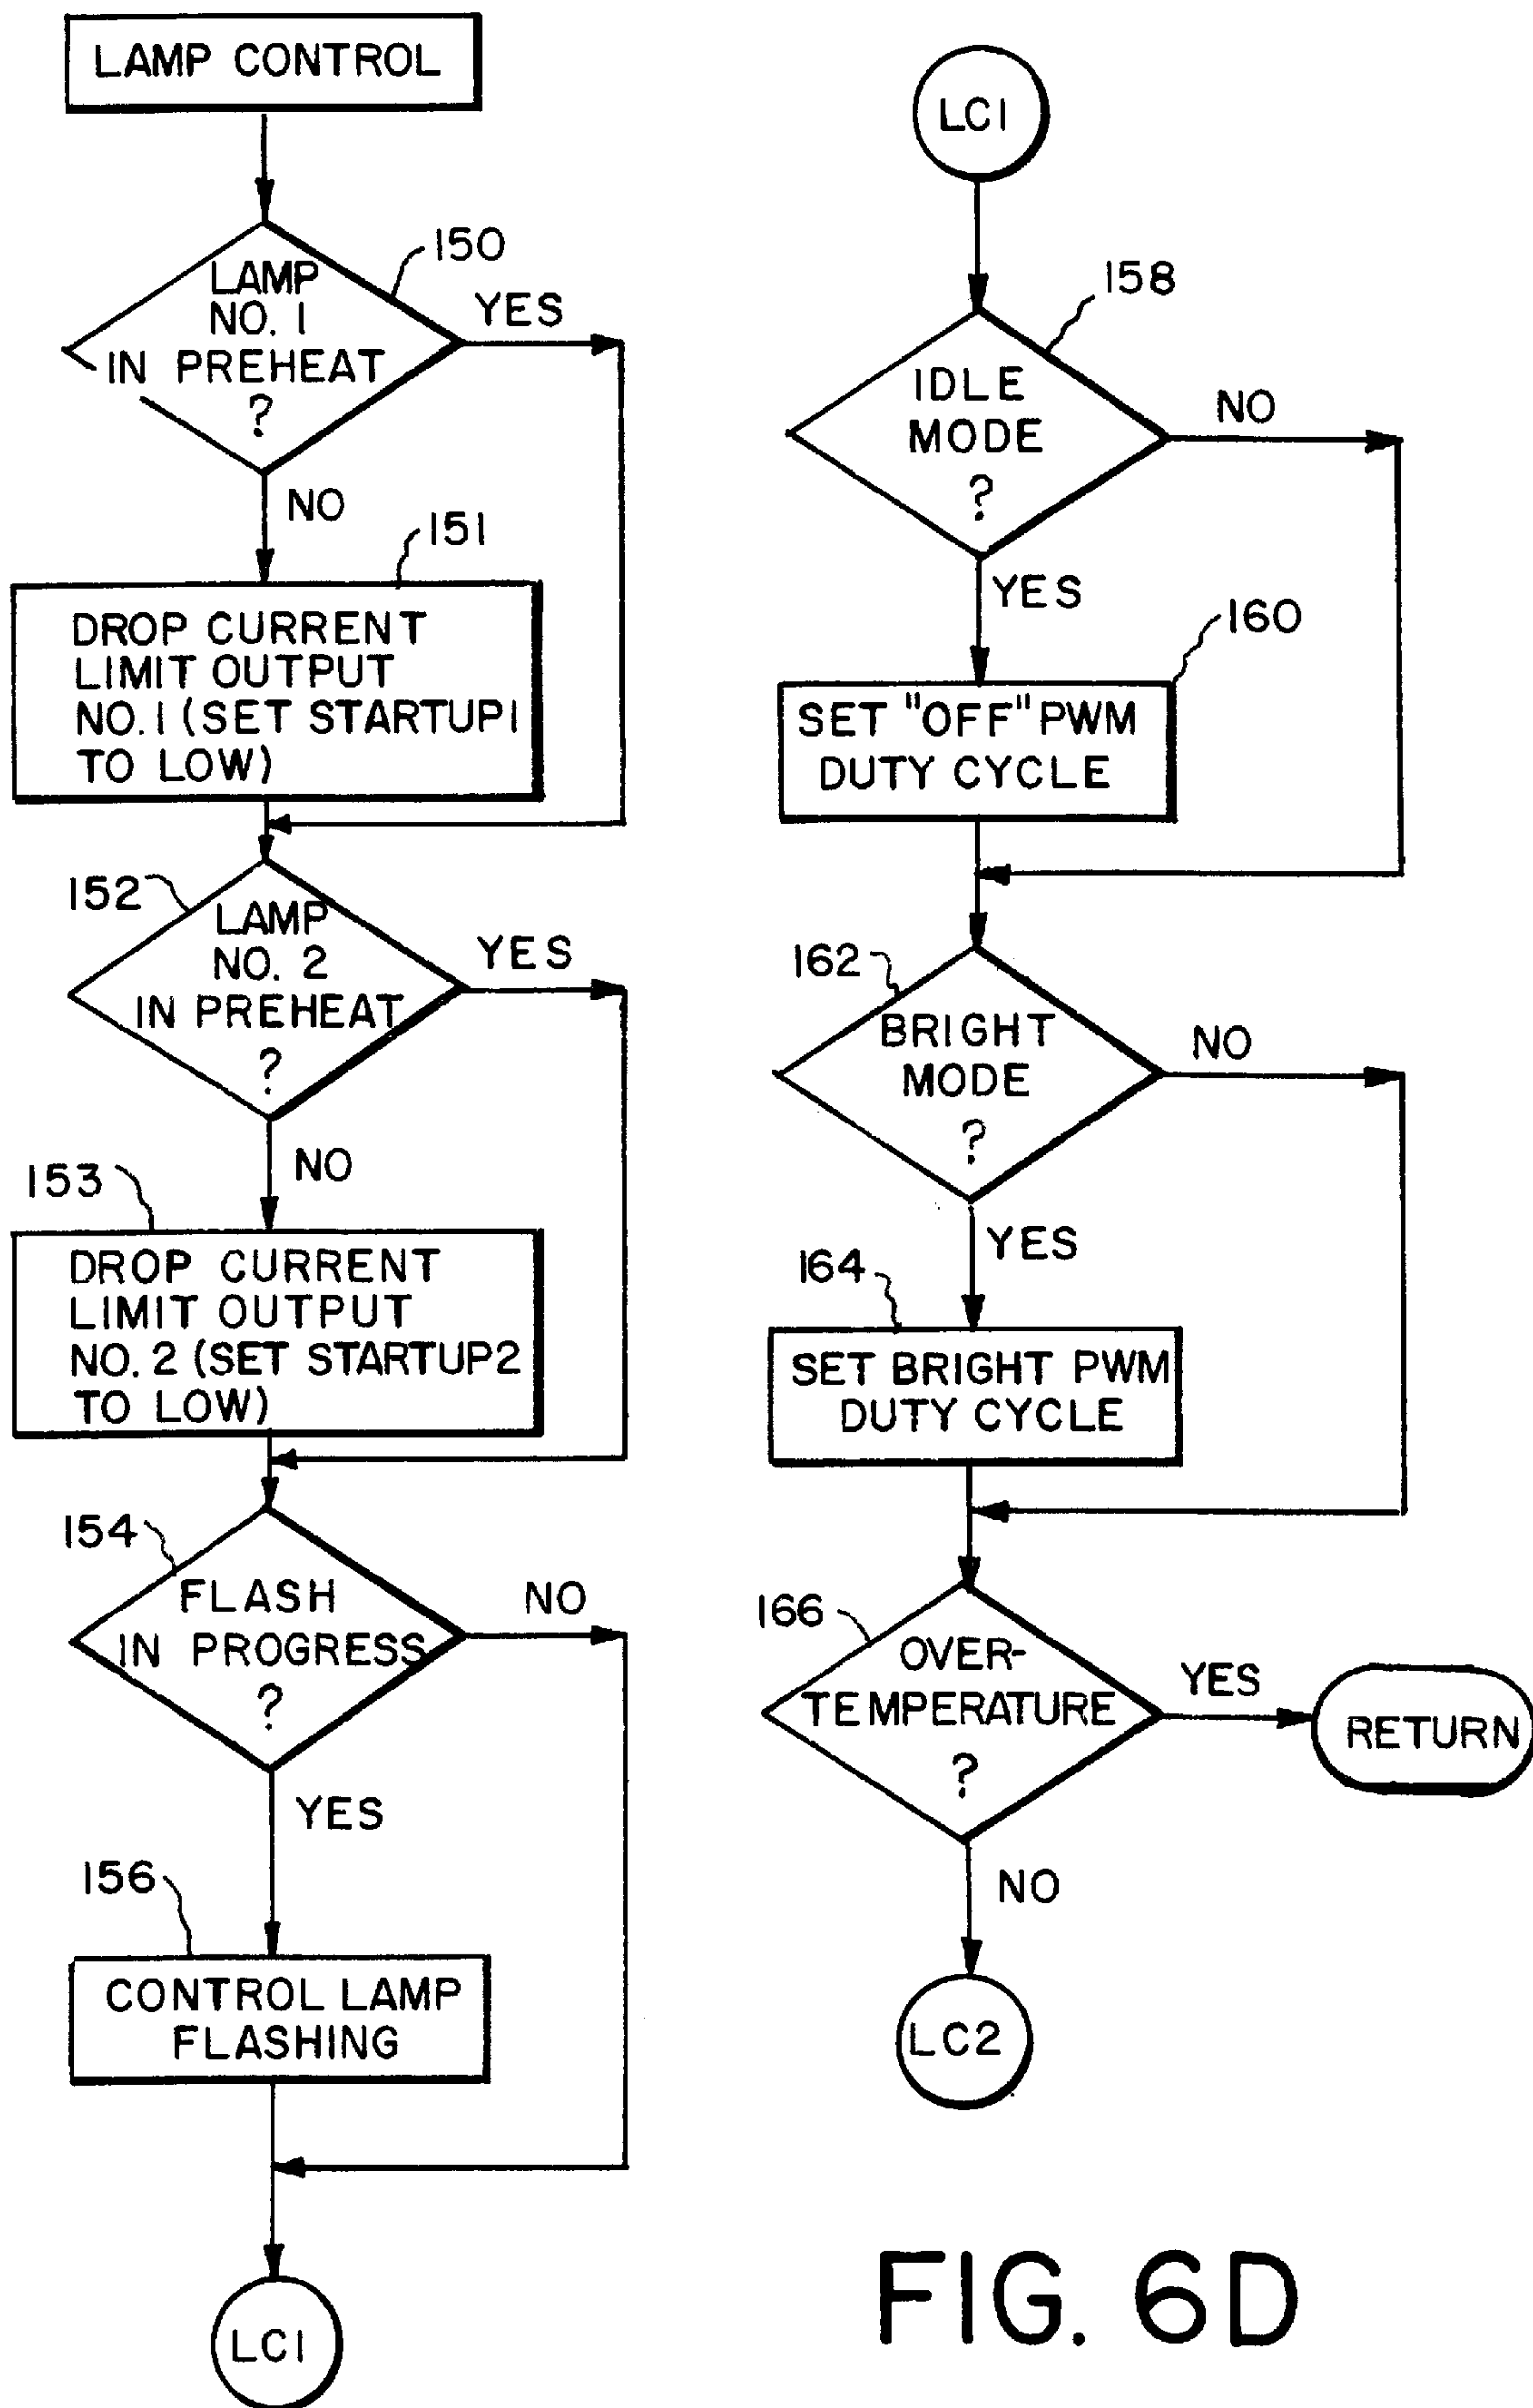 LAMP CONTROL
150
LAMP
NO. 1
IN PREHEAT
?
YES
NO
151
DROP CURRENT
LIMIT OUTPUT
NO. 1 (SET STARTUP1
TO LOW)
152
LAMP
NO. 2
IN PREHEAT
?
YES
NO
153
DROP CURRENT
LIMIT OUTPUT
NO. 2 (SET STARTUP2
TO LOW)
154
FLASH
IN PROGRESS
?
NO
YES
156
CONTROL LAMP
FLASHING
LC1
LC1
158
IDLE
MODE
?
NO
YES
160
SET "OFF" PWM
DUTY CYCLE
162
BRIGHT
MODE
?
NO
YES
164
SET BRIGHT PWM
DUTY CYCLE
166
OVER-
TEMPERATURE
?
YES
RETURN
NO
LC2
FIG. 6D